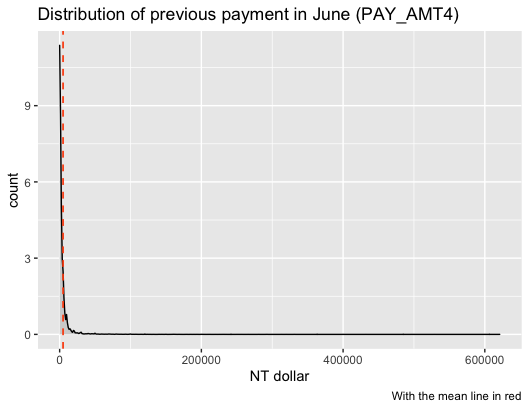 Distribution of previous payment in June (PAY_AMT4)
count
9
6
3
0
0 200000 400000 600000
NT dollar
With the mean line in red